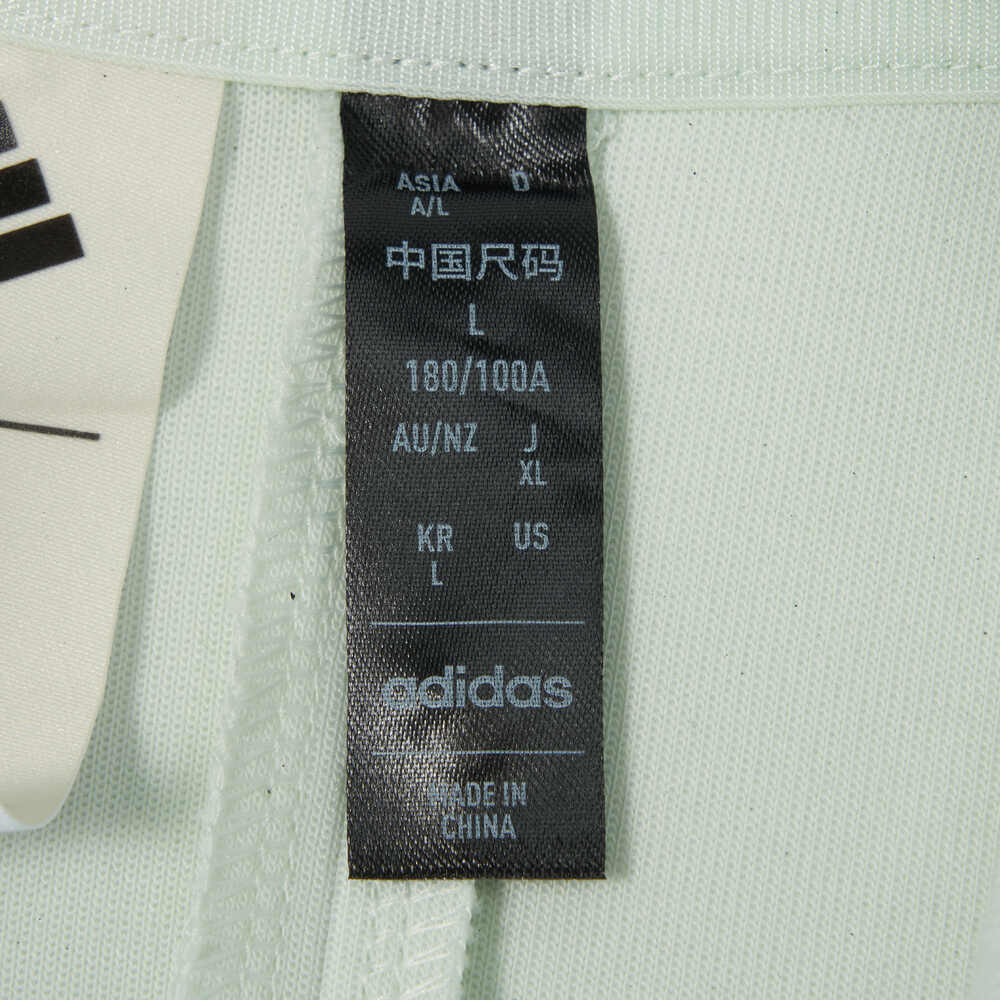 ASIA D
A/L
中国尺码
L
180/100A
AU/NZ J
XL
KR US
L
adidas
MADE IN
CHINA